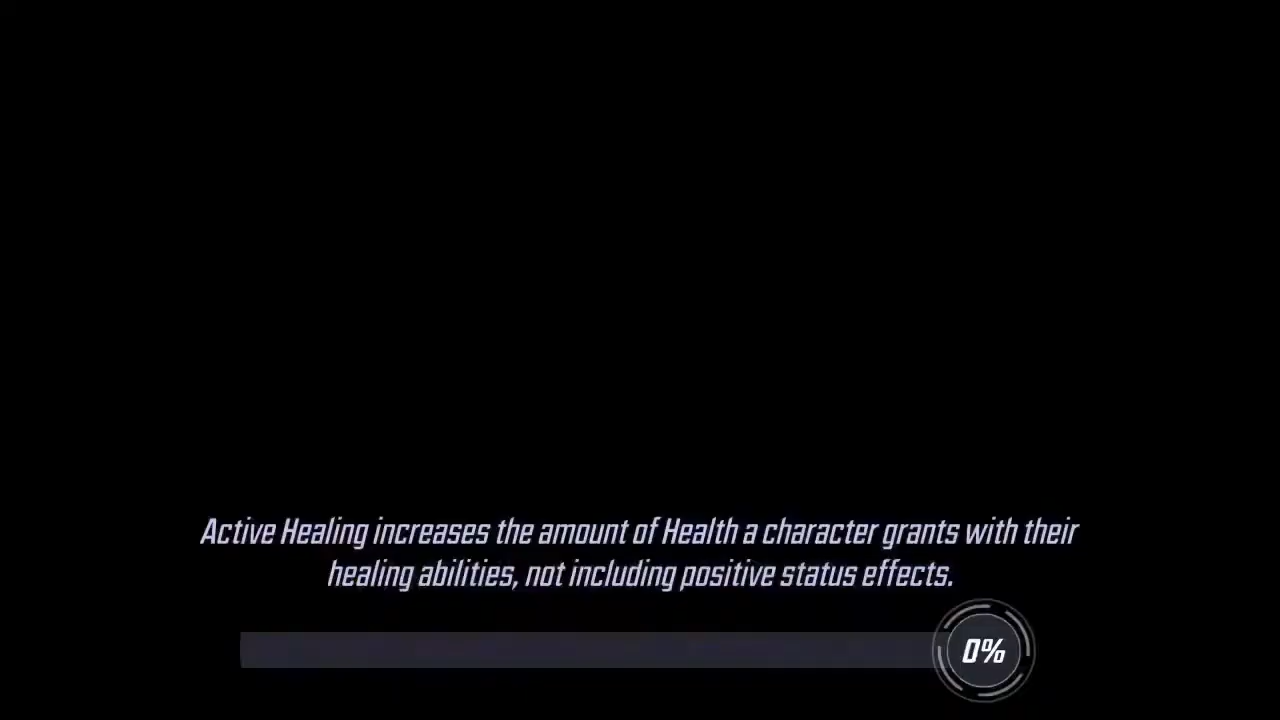 Active Healing increases the amount of Health a character grants with their
healing abilities, not including positive status effects.
0%